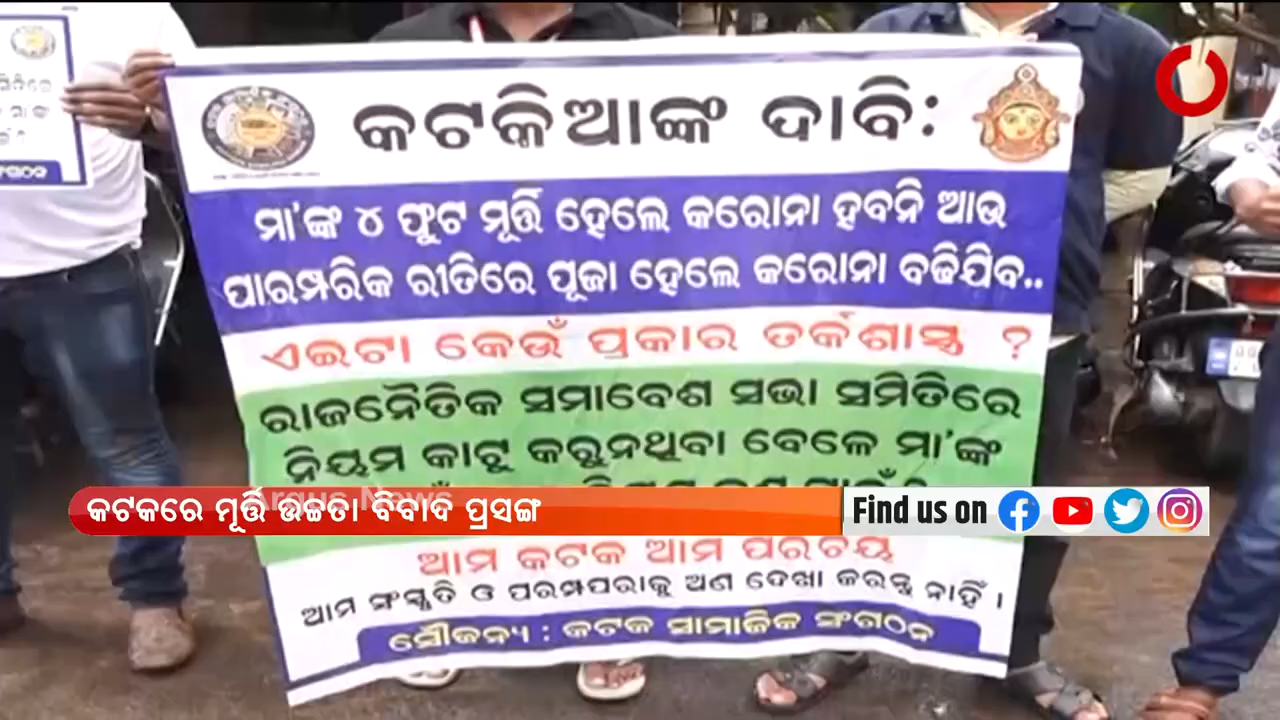 କଟକିଆଙ୍କ ଦାବି:
ମା'ଙ୍କ ୪ ଫୁଟ ମୂର୍ତ୍ତି ହେଲେ କରୋନା ହବନି ଆଉ
ପାରମ୍ପରିକ ରୀତିରେ ପୂଜା ହେଲେ କରୋନା ବଢିଯିବ..
ଏଇଟା କେଉଁ ପ୍ରକାର ତର୍କଶାସ୍ତ୍ର ?
ରାଜନୈତିକ ସମାବେଶ ସଭା ସମିତିରେ
ନିୟମ କାଟୁ କରୁନଥିବା ବେଳେ ମା'ଙ୍କ
Argus News
କଟକରେ ମୂର୍ତ୍ତି ଉଚ୍ଚତା ବିବାଦ ପ୍ରସଙ୍ଗ
Find us on
ଆମ କଟକ ଆମ ପରିଚୟ
ଆମ ସଂସ୍କୃତି ଓ ପରମ୍ପରାକୁ ଅଣ ଦେଖା କରନ୍ତୁ ନାହିଁ ।
ସୌଜନ୍ୟ : କଟକ ସାମାଜିକ ସଂଗଠନ